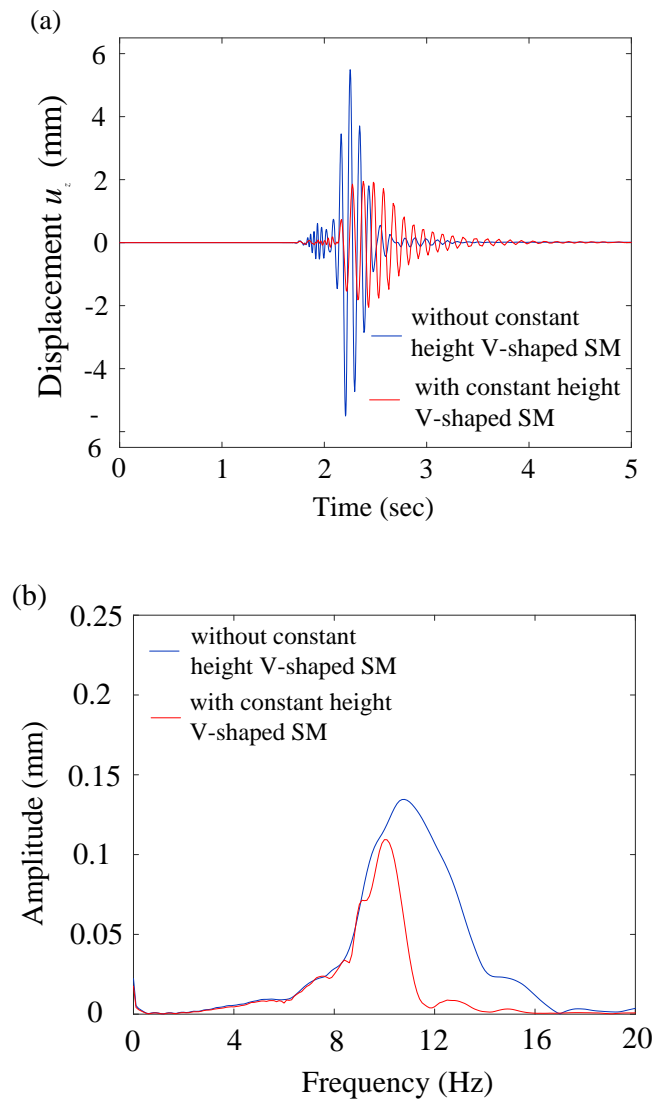 (a)
6
4
2
0
-2
-4
-
6
Displacement u_z (mm)
without constant
height V-shaped SM
with constant height
V-shaped SM
0 1 2 3 4 5
Time (sec)
(b)
0.25
0.2
0.15
0.1
0.05
0
Amplitude (mm)
without constant
height V-shaped SM
with constant height
V-shaped SM
0 4 8 12 16 20
Frequency (Hz)